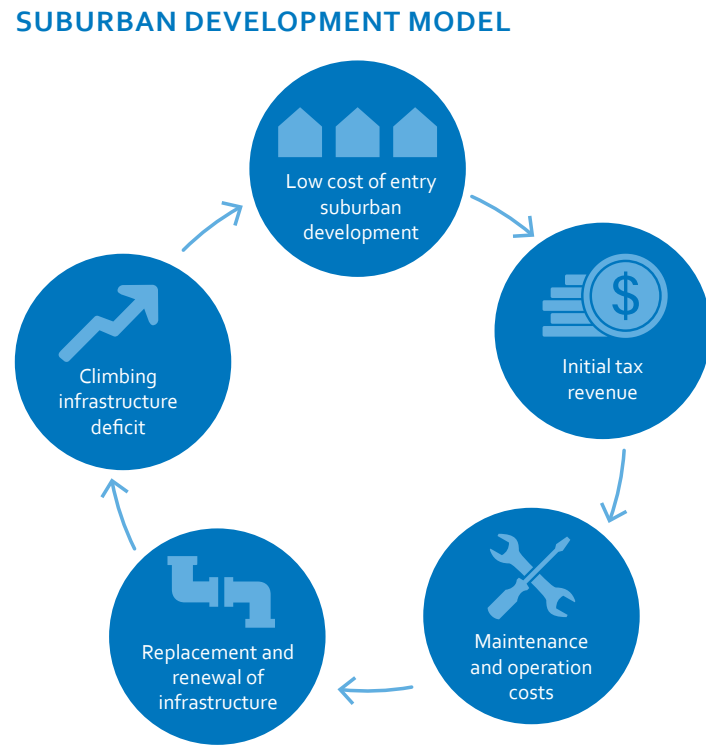 SUBURBAN DEVELOPMENT MODEL
Low cost of entry
suburban
development
$
Initial tax
revenue
Maintenance
and operation
costs
Replacement and
renewal of
infrastructure
Climbing
infrastructure
deficit